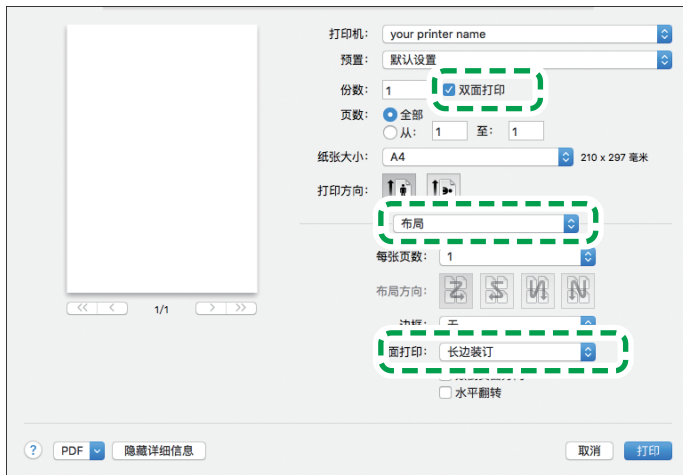 打印机： your printer name
预置： 默认设置
份数： 1 双面打印
页数： 全部
从： 1 至： 1
纸张大小： A4 210 x 297 毫米
打印方向：
布局
每张页数： 1
布局方向：
边框： 无
面打印： 长边装订
水平翻转
<< < 1/1 > >>
? PDF 隐藏详细信息 取消 打印